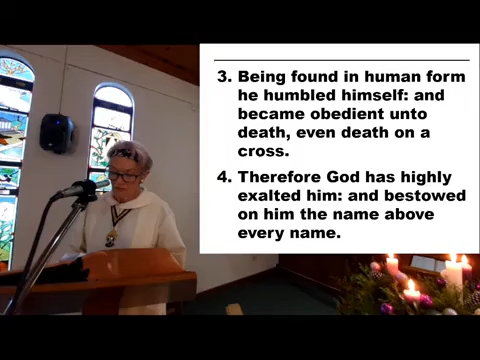 3. Being found in human form
he humbled himself: and
became obedient unto
death, even death on a
cross.
4. Therefore God has highly
exalted him: and bestowed
on him the name above
every name.